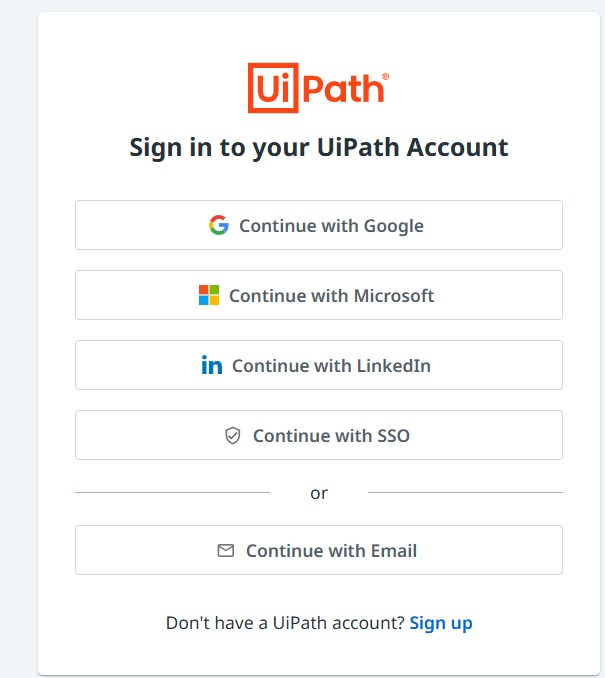 UiPath®
Sign in to your UiPath Account
Continue with Google
Continue with Microsoft
in Continue with LinkedIn
Continue with SSO
or
Continue with Email
Don't have a UiPath account? Sign up